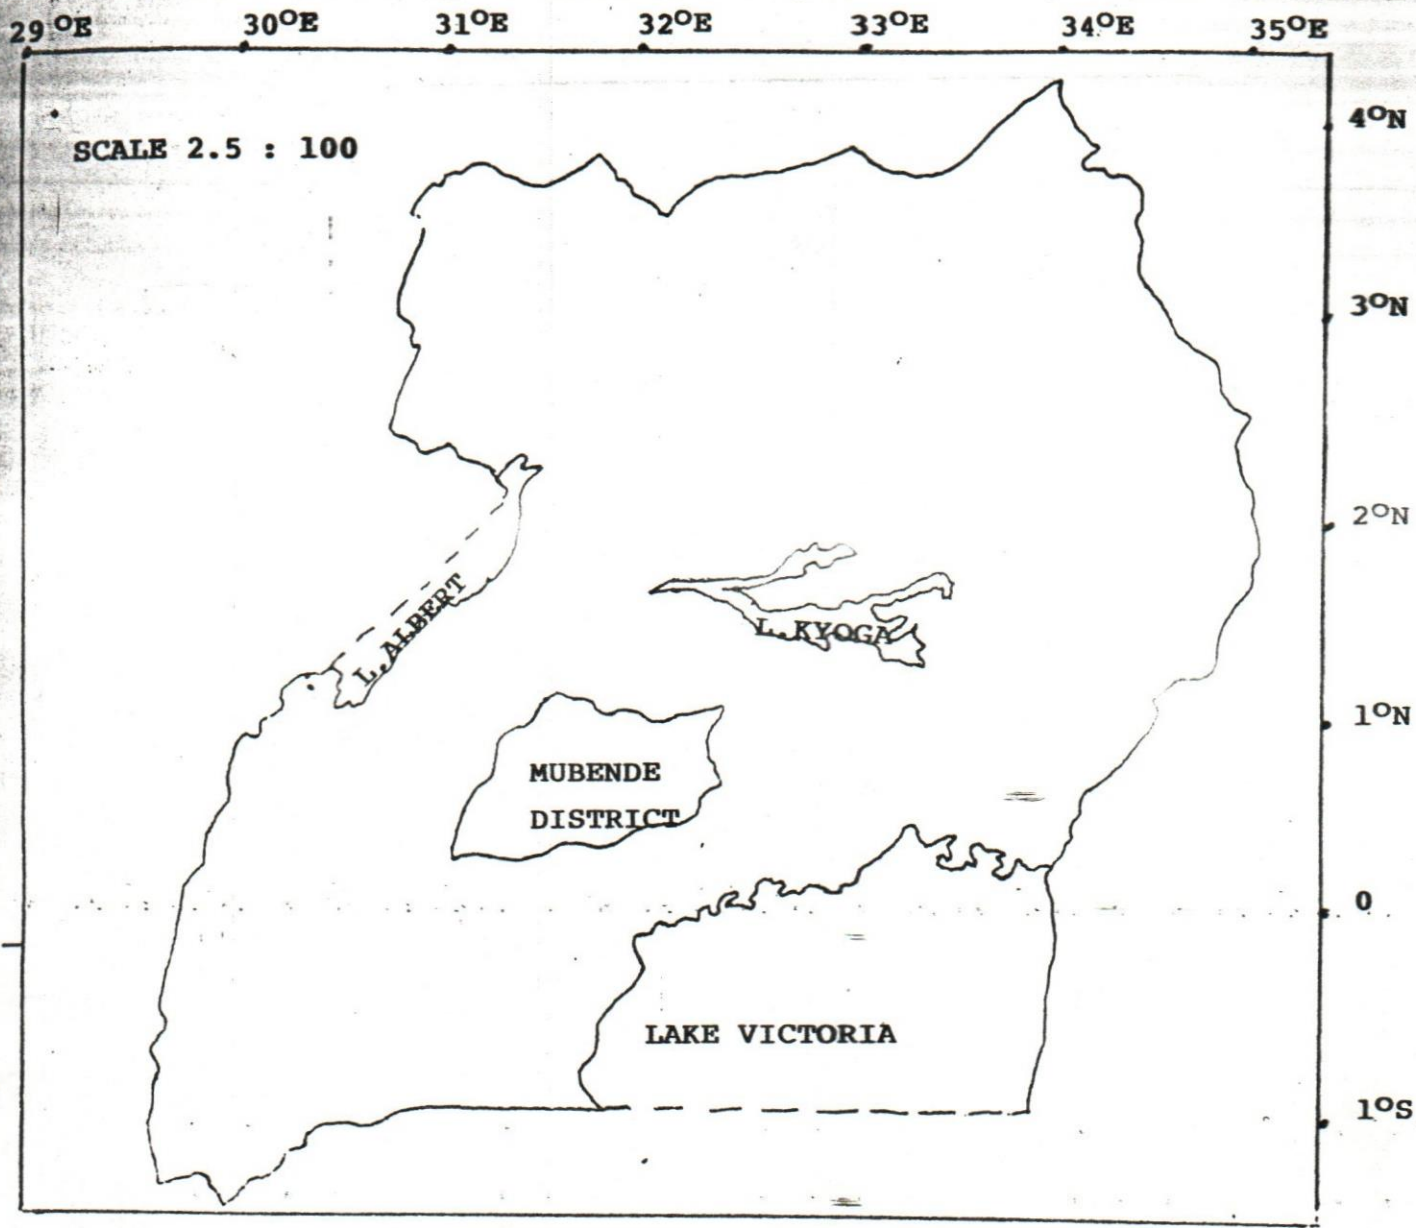 29 °E 30°E 31°E 32°E 33°E 34°E 35°E
4°N
SCALE 2.5 : 100
3°N
2°N
L.ALBERT
L.KYOGA
1°N
MUBENDE
DISTRICT
0
LAKE VICTORIA
1°S